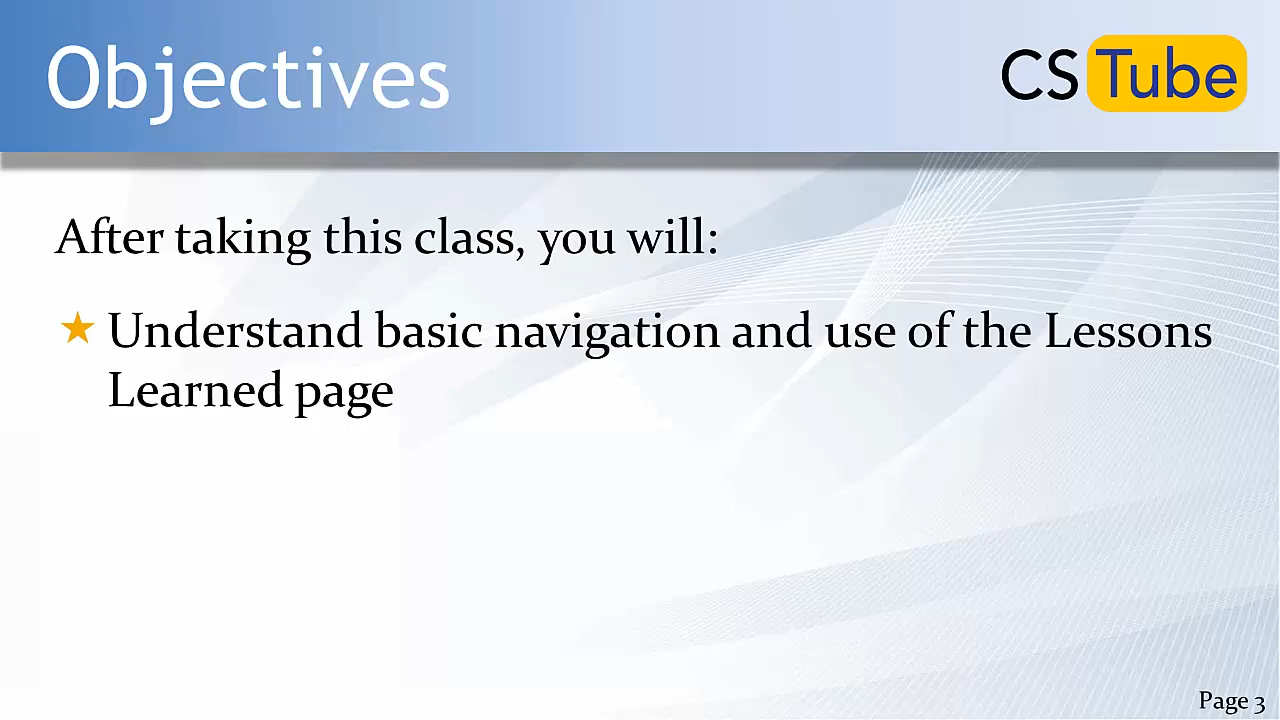 Objectives
CS Tube
After taking this class, you will:
Understand basic navigation and use of the Lessons
Learned page
Page 3